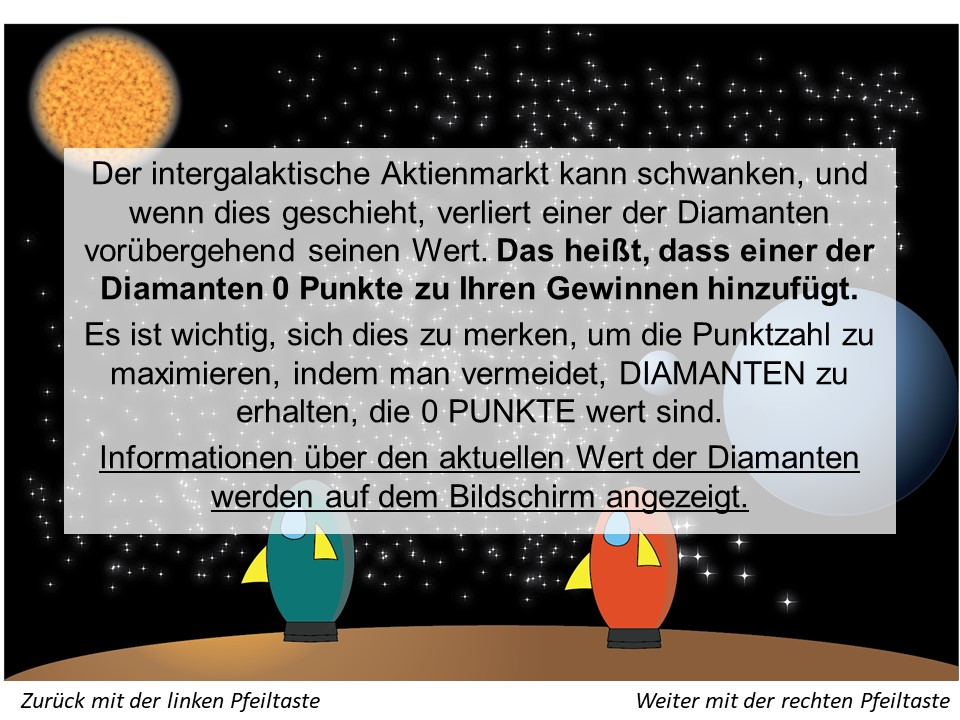 Der intergalaktische Aktienmarkt kann schwanken, und
wenn dies geschieht, verliert einer der Diamanten
vorübergehend seinen Wert. Das heißt, dass einer der
Diamanten 0 Punkte zu Ihren Gewinnen hinzufügt.
Es ist wichtig, sich dies zu merken, um die Punktzahl zu
maximieren, indem man vermeidet, DIAMANTEN zu
erhalten, die 0 PUNKTE wert sind.
Informationen über den aktuellen Wert der Diamanten
werden auf dem Bildschirm angezeigt.
Zurück mit der linken Pfeiltaste
Weiter mit der rechten Pfeiltaste